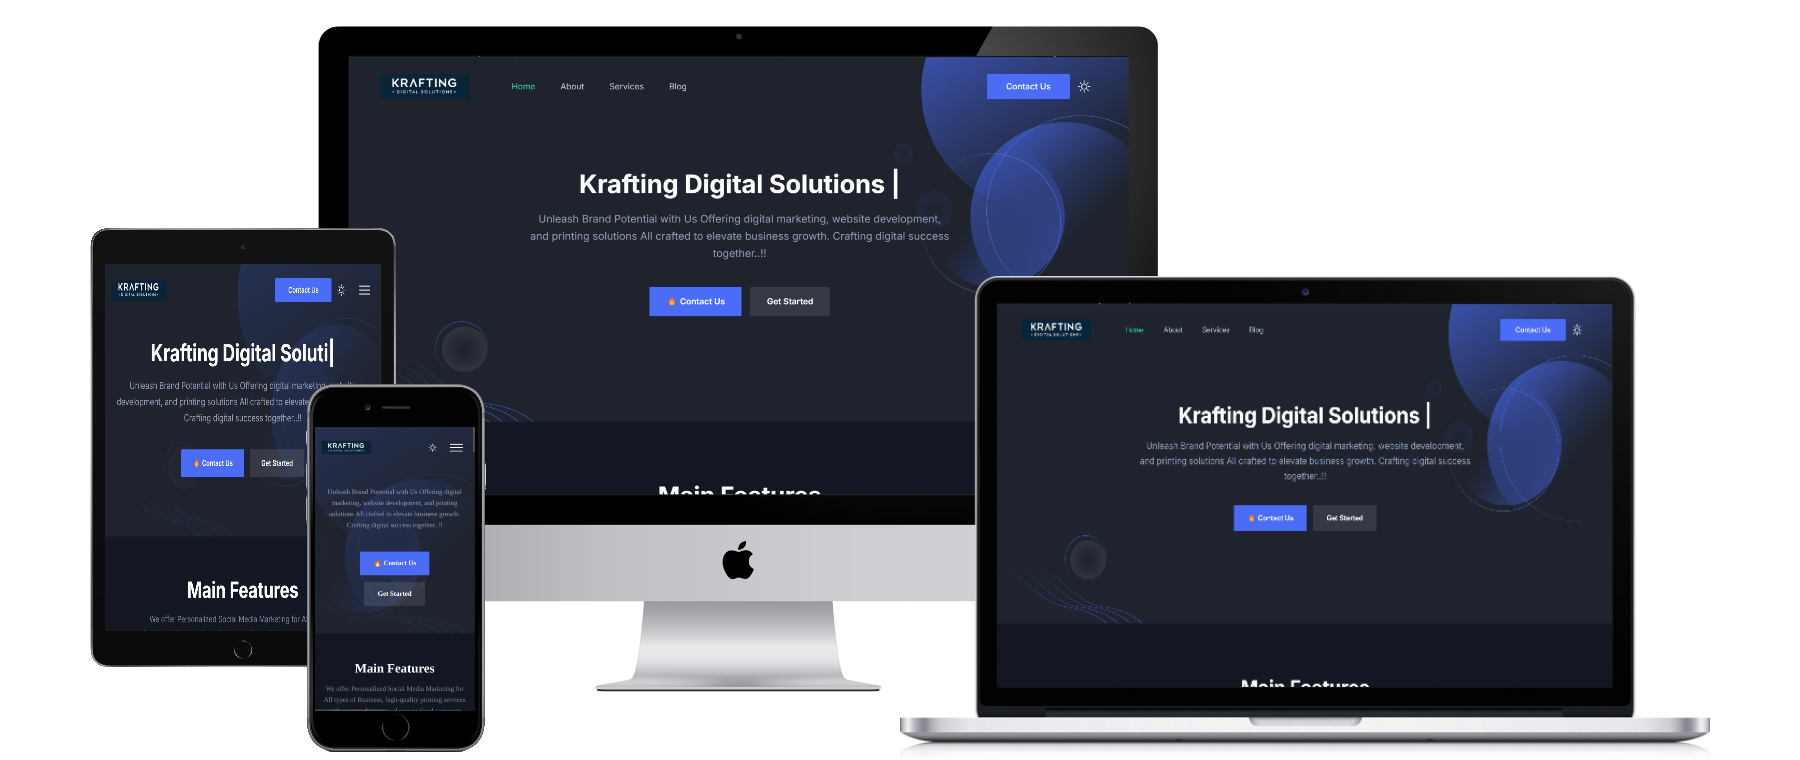 KRAFTING
• DIGITAL SOLUTIONS •
Home
About
Services
Blog
Contact Us
Krafting Digital Solutions |
Unleash Brand Potential with Us Offering digital marketing, website development,
and printing solutions All crafted to elevate business growth. Crafting digital success
together..!!
Contact Us
Get Started
Main Features
KRAFTING
• DIGITAL SOLUTIONS •
Contact Us
Krafting Digital Soluti|
Unleash Brand Potential with Us Offering digital marketing, website
development, and printing solutions All crafted to elevate
Crafting digital success together..!!
Contact Us
Get Started
Main Features
We offer Personalized Social Media Marketing for Al
KRAFTING
• DIGITAL SOLUTIONS •
Unleash Brand Potential with Us Offering digital
marketing, website development, and printing
solutions All crafted to elevate business growth.
Crafting digital success together..!!
Contact Us
Get Started
Main Features
We offer Personalized Social Media Marketing for
All types of Business, high-quality printing services
KRAFTING
• DIGITAL SOLUTIONS •
Home
About
Services
Blog
Contact Us
Krafting Digital Solutions |
Unleash Brand Potential with Us Offering digital marketing, website development,
and printing solutions All crafted to elevate business growth. Crafting digital success
together..!!
Contact Us
Get Started
Main Features